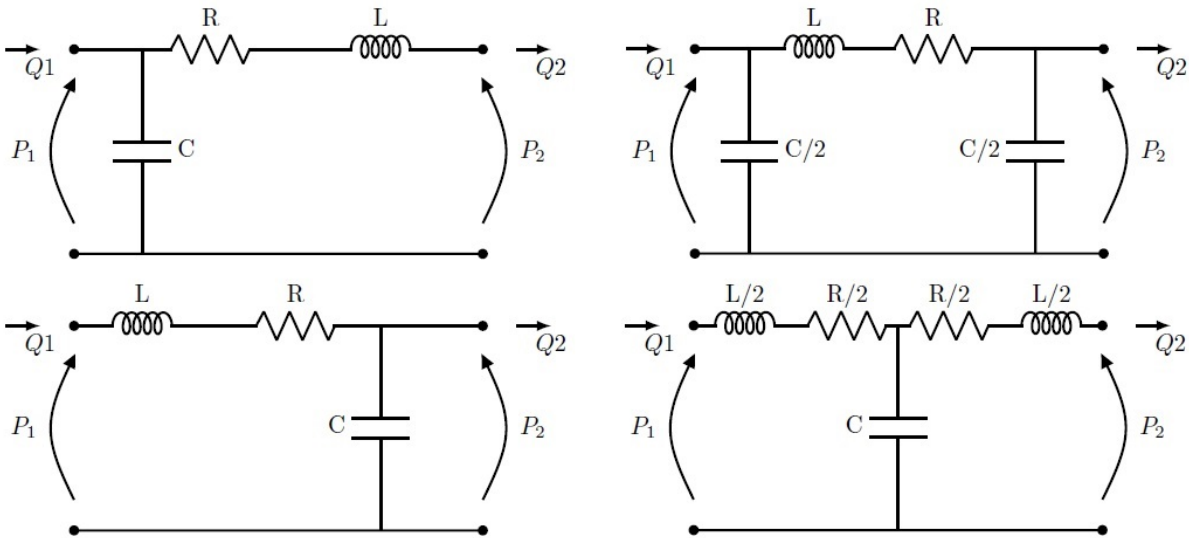 R L
Q1 Q2
P₁ C P₂
L R
Q1 Q2
P₁ C/2 C/2 P₂
L R
Q1 Q2
P₁ C P₂
L/2 R/2 R/2 L/2
Q1 Q2
P₁ C P₂